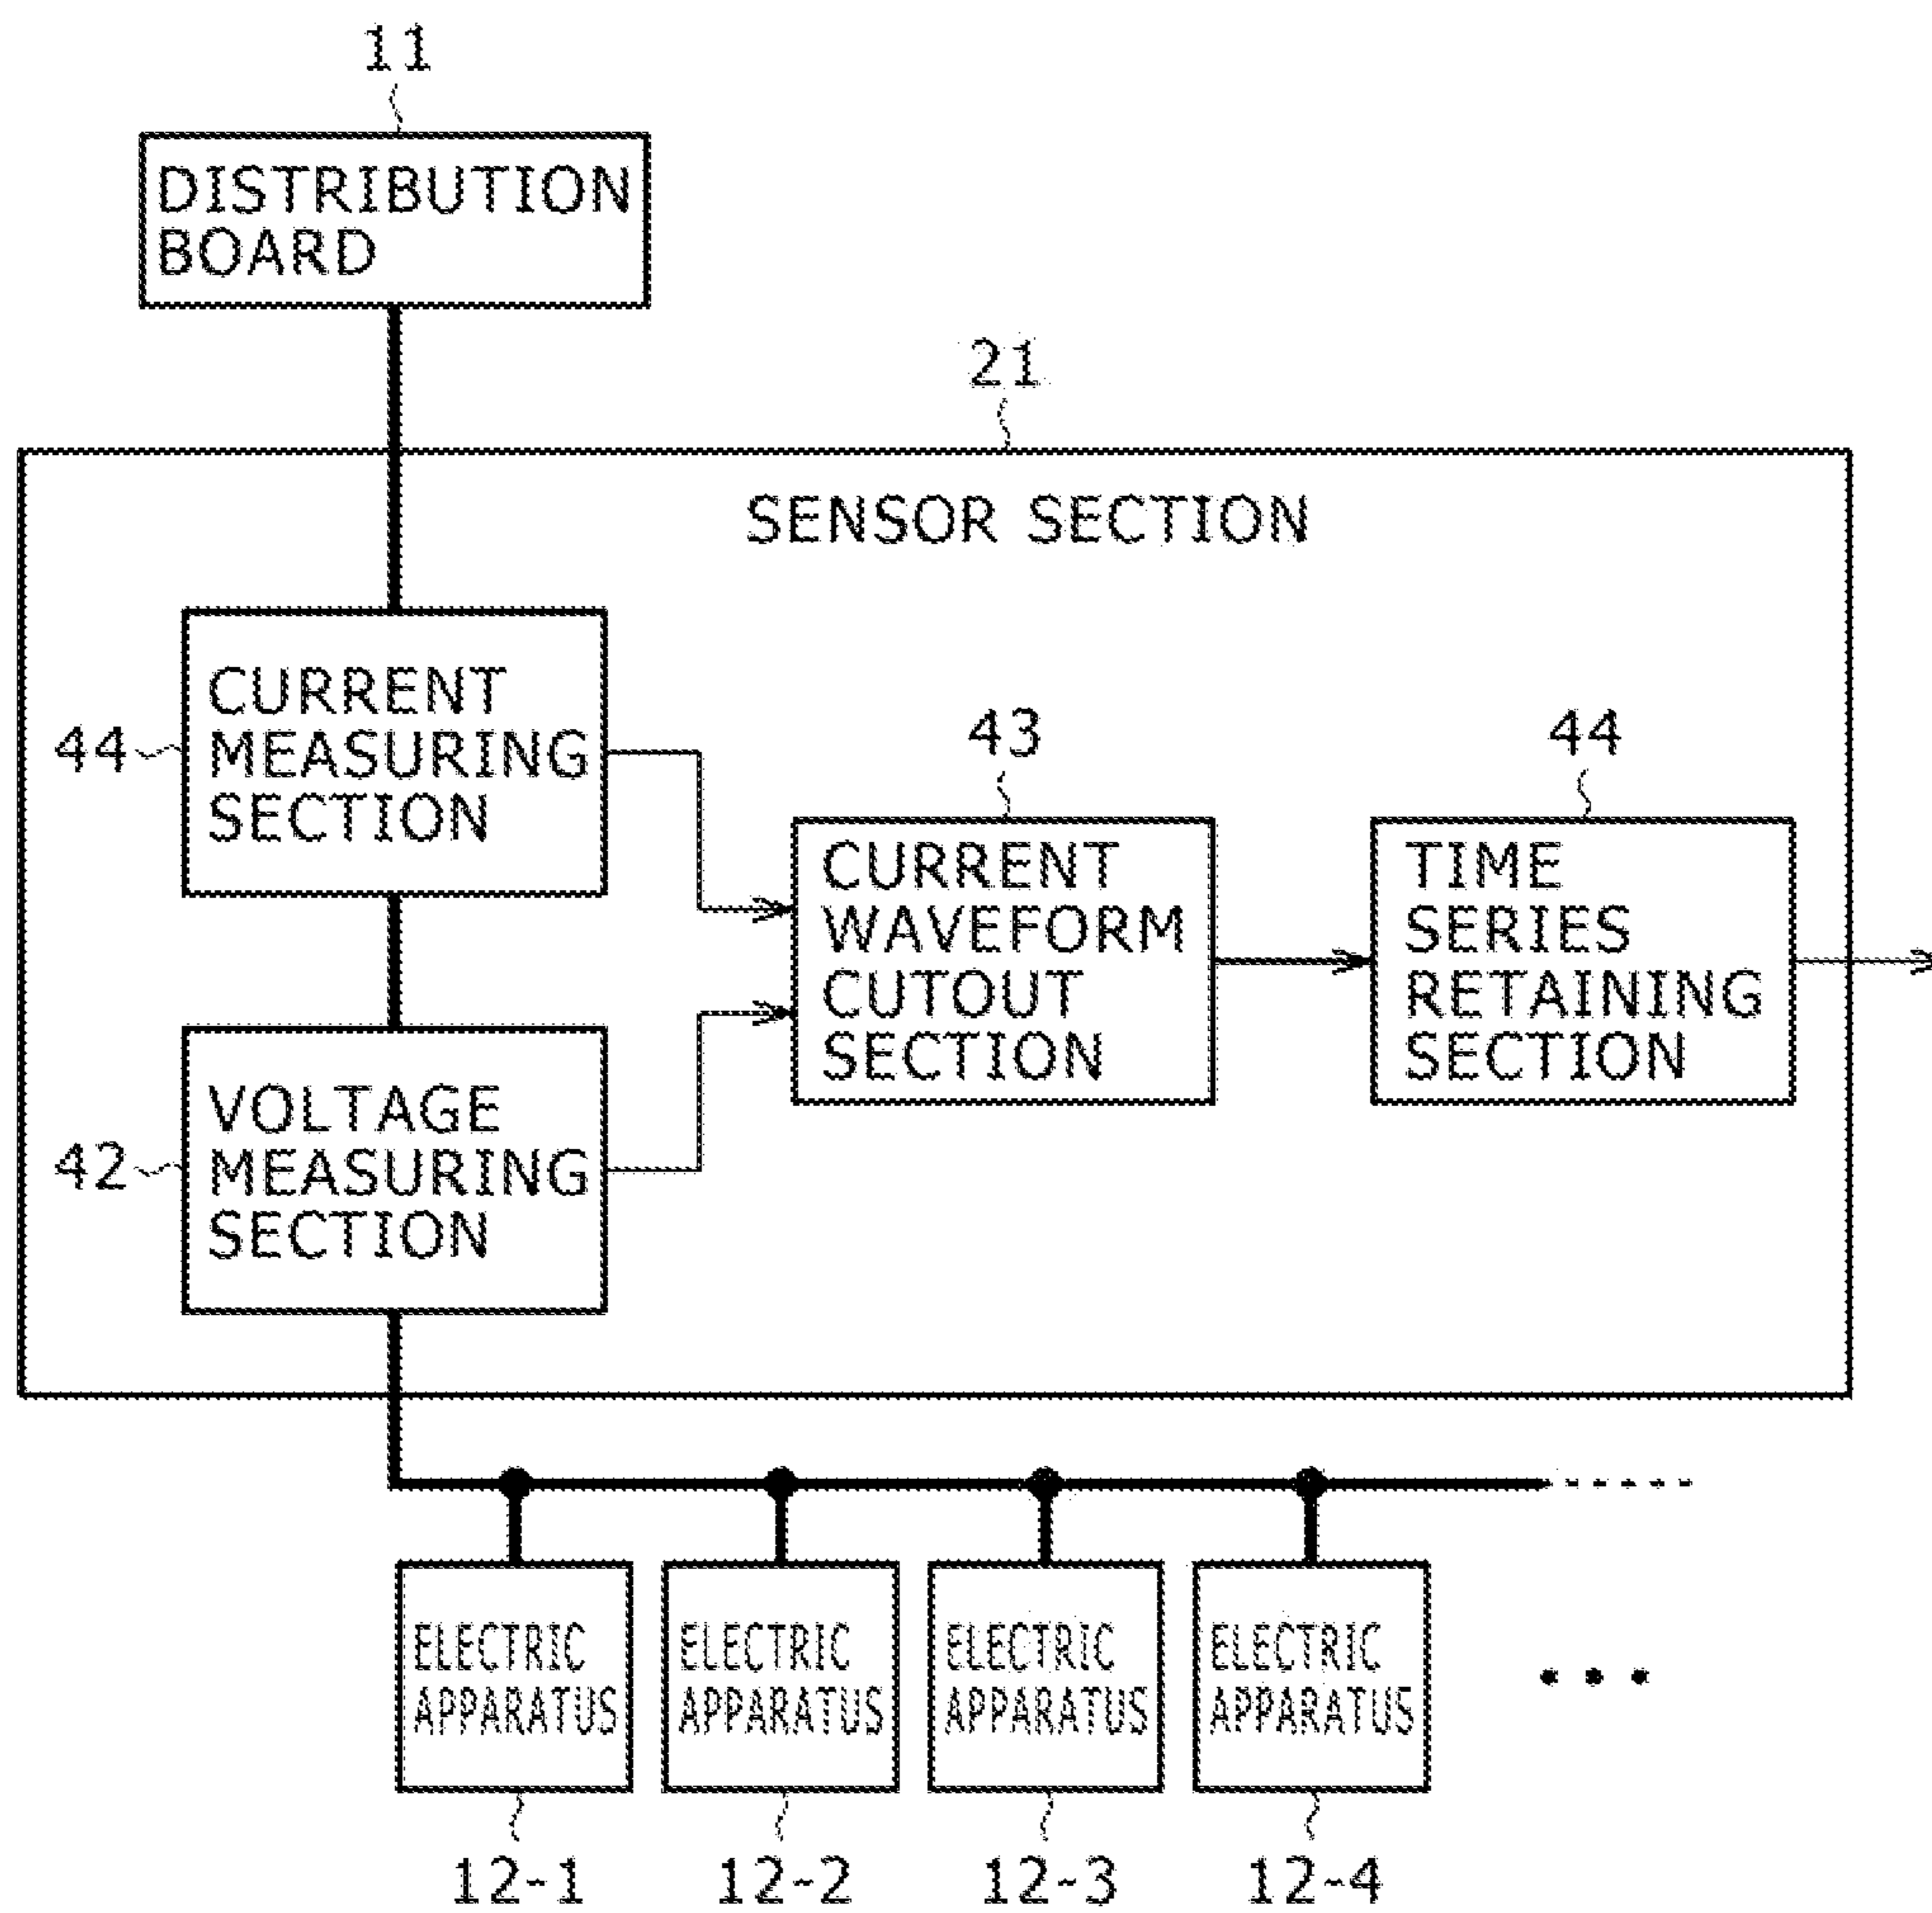 11
DISTRIBUTION
BOARD
21
SENSOR SECTION
44
CURRENT
MEASURING
SECTION
43
CURRENT
WAVEFORM
CUTOUT
SECTION
44
TIME
SERIES
RETAINING
SECTION
42
VOLTAGE
MEASURING
SECTION
ELECTRIC
APPARATUS
ELECTRIC
APPARATUS
ELECTRIC
APPARATUS
ELECTRIC
APPARATUS
•••
12-1
12-2
12-3
12-4